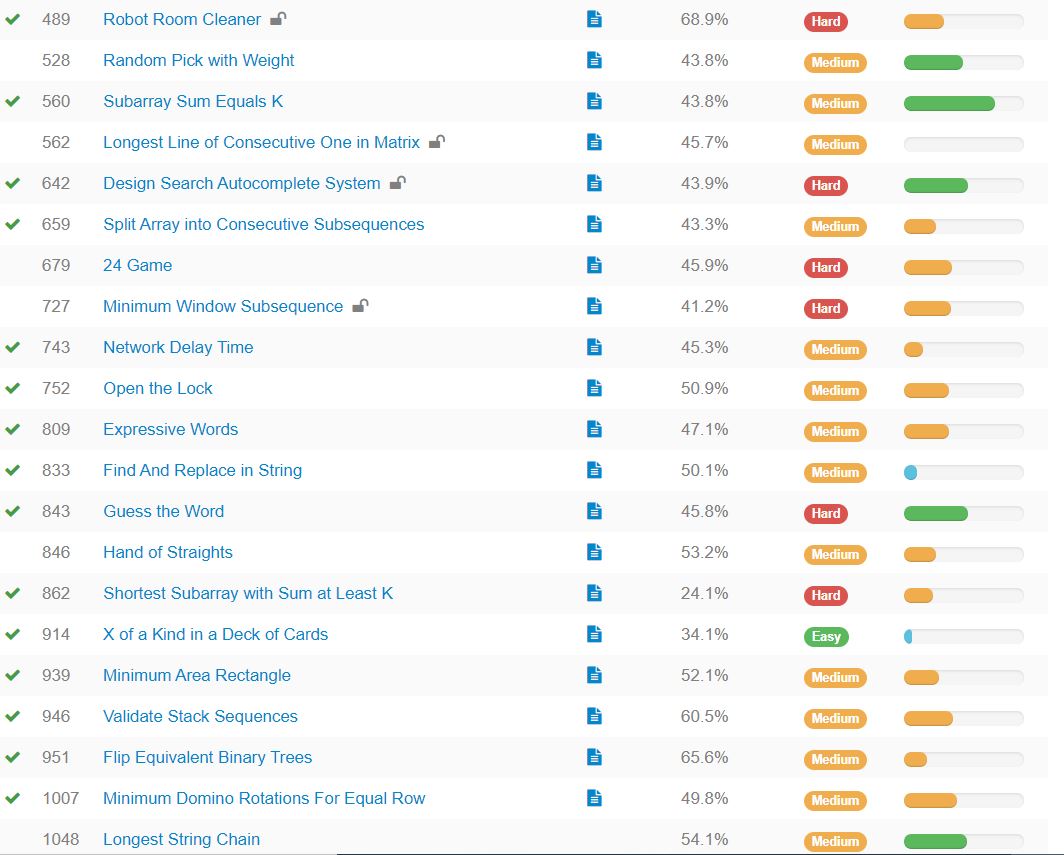 489 Robot Room Cleaner 68.9% Hard
528 Random Pick with Weight 43.8% Medium
560 Subarray Sum Equals K 43.8% Medium
562 Longest Line of Consecutive One in Matrix 45.7% Medium
642 Design Search Autocomplete System 43.9% Hard
659 Split Array into Consecutive Subsequences 43.3% Medium
679 24 Game 45.9% Hard
727 Minimum Window Subsequence 41.2% Hard
743 Network Delay Time 45.3% Medium
752 Open the Lock 50.9% Medium
809 Expressive Words 47.1% Medium
833 Find And Replace in String 50.1% Medium
843 Guess the Word 45.8% Hard
846 Hand of Straights 53.2% Medium
862 Shortest Subarray with Sum at Least K 24.1% Hard
914 X of a Kind in a Deck of Cards 34.1% Easy
939 Minimum Area Rectangle 52.1% Medium
946 Validate Stack Sequences 60.5% Medium
951 Flip Equivalent Binary Trees 65.6% Medium
1007 Minimum Domino Rotations For Equal Row 49.8% Medium
1048 Longest String Chain 54.1% Medium